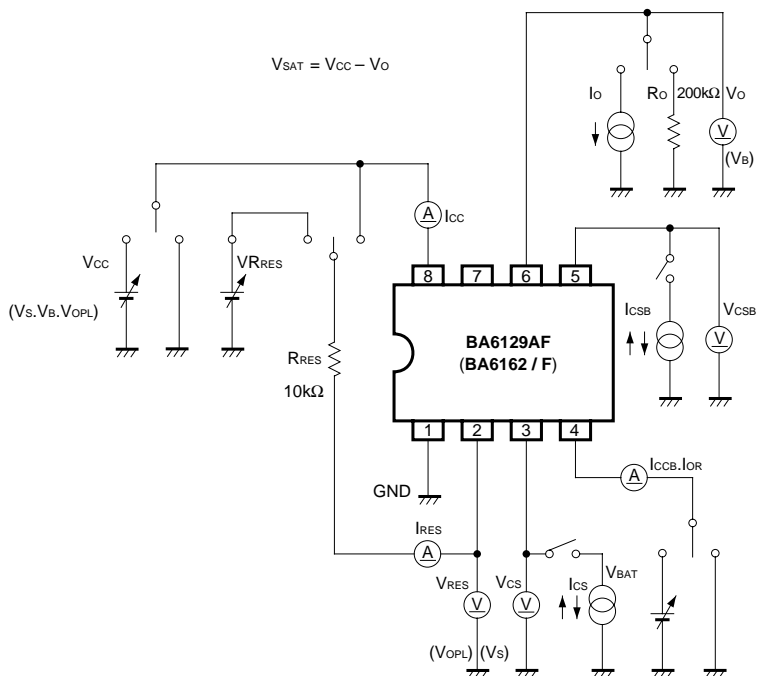 VSAT = VCC – VO
IO
RO 200kΩ VO
V
(VB)
A ICC
VCC
VRRES
(VS.VB.VOPL)
8 7 6 5
ICSB
VCSB
V
BA6129AF
(BA6162 / F)
RRES
10kΩ
1 2 3 4
GND
A ICCB.IOR
IRES
A
VRES
V
VCS
V
ICS
VBAT
(VOPL) (VS)